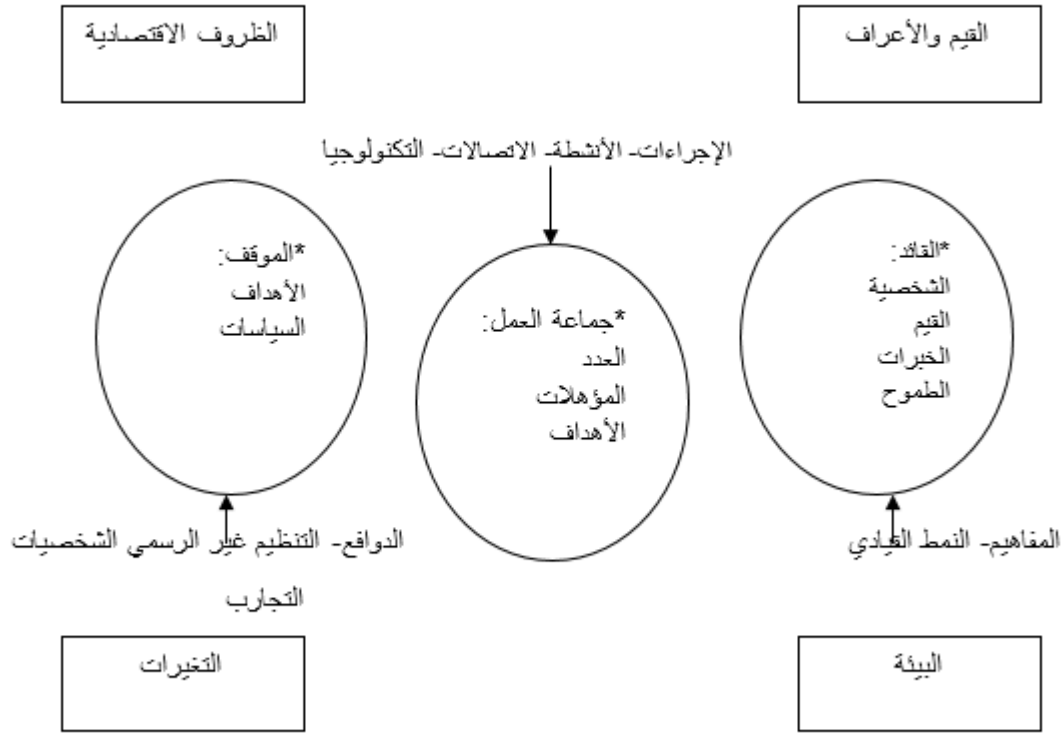 القيم والأعراف
الظروف الاقتصادية
الإجراءات- الأنشطة- الاتصالات- التكنولوجيا
*القائد:
الشخصية
القيم
الخبرات
الطموح
*جماعة العمل:
العدد
المؤهلات
الأهداف
*الموقف:
الأهداف
السياسات
المفاهيم- النمط القيادي
الدوافع- التنظيم غير الرسمي الشخصيات
التجارب
البيئة
التغيرات